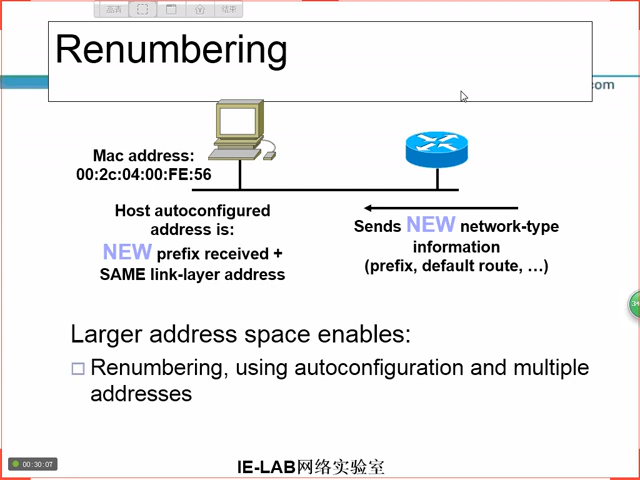 高清
结束
Renumbering
com
Mac address:
00:2c:04:00:FE:56
Host autoconfigured
address is:
NEW prefix received +
SAME link-layer address
Sends NEW network-type
information
(prefix, default route, …)
Larger address space enables:
Renumbering, using autoconfiguration and multiple
addresses
00:30:07
IE-LAB网络实验室